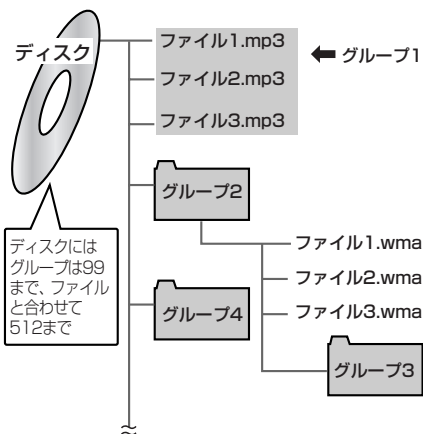 ディスク
ファイル1.mp3
ファイル2.mp3
ファイル3.mp3
グループ1
グループ2
ファイル1.wma
ファイル2.wma
ファイル3.wma
グループ3
グループ4
ディスクには
グループは99
まで、ファイル
と合わせて
512まで